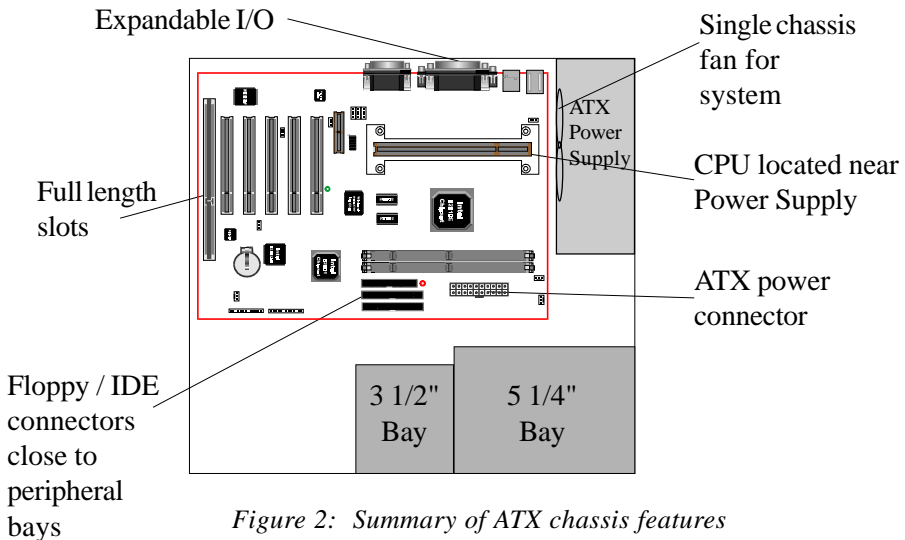 Expandable I/O
Single chassis
fan for
system
ATX
Power
Supply
CPU located near
Power Supply
Full length
slots
ATX power
connector
Floppy / IDE
connectors
close to
peripheral
bays
3 1/2"
Bay
5 1/4"
Bay
Figure 2: Summary of ATX chassis features